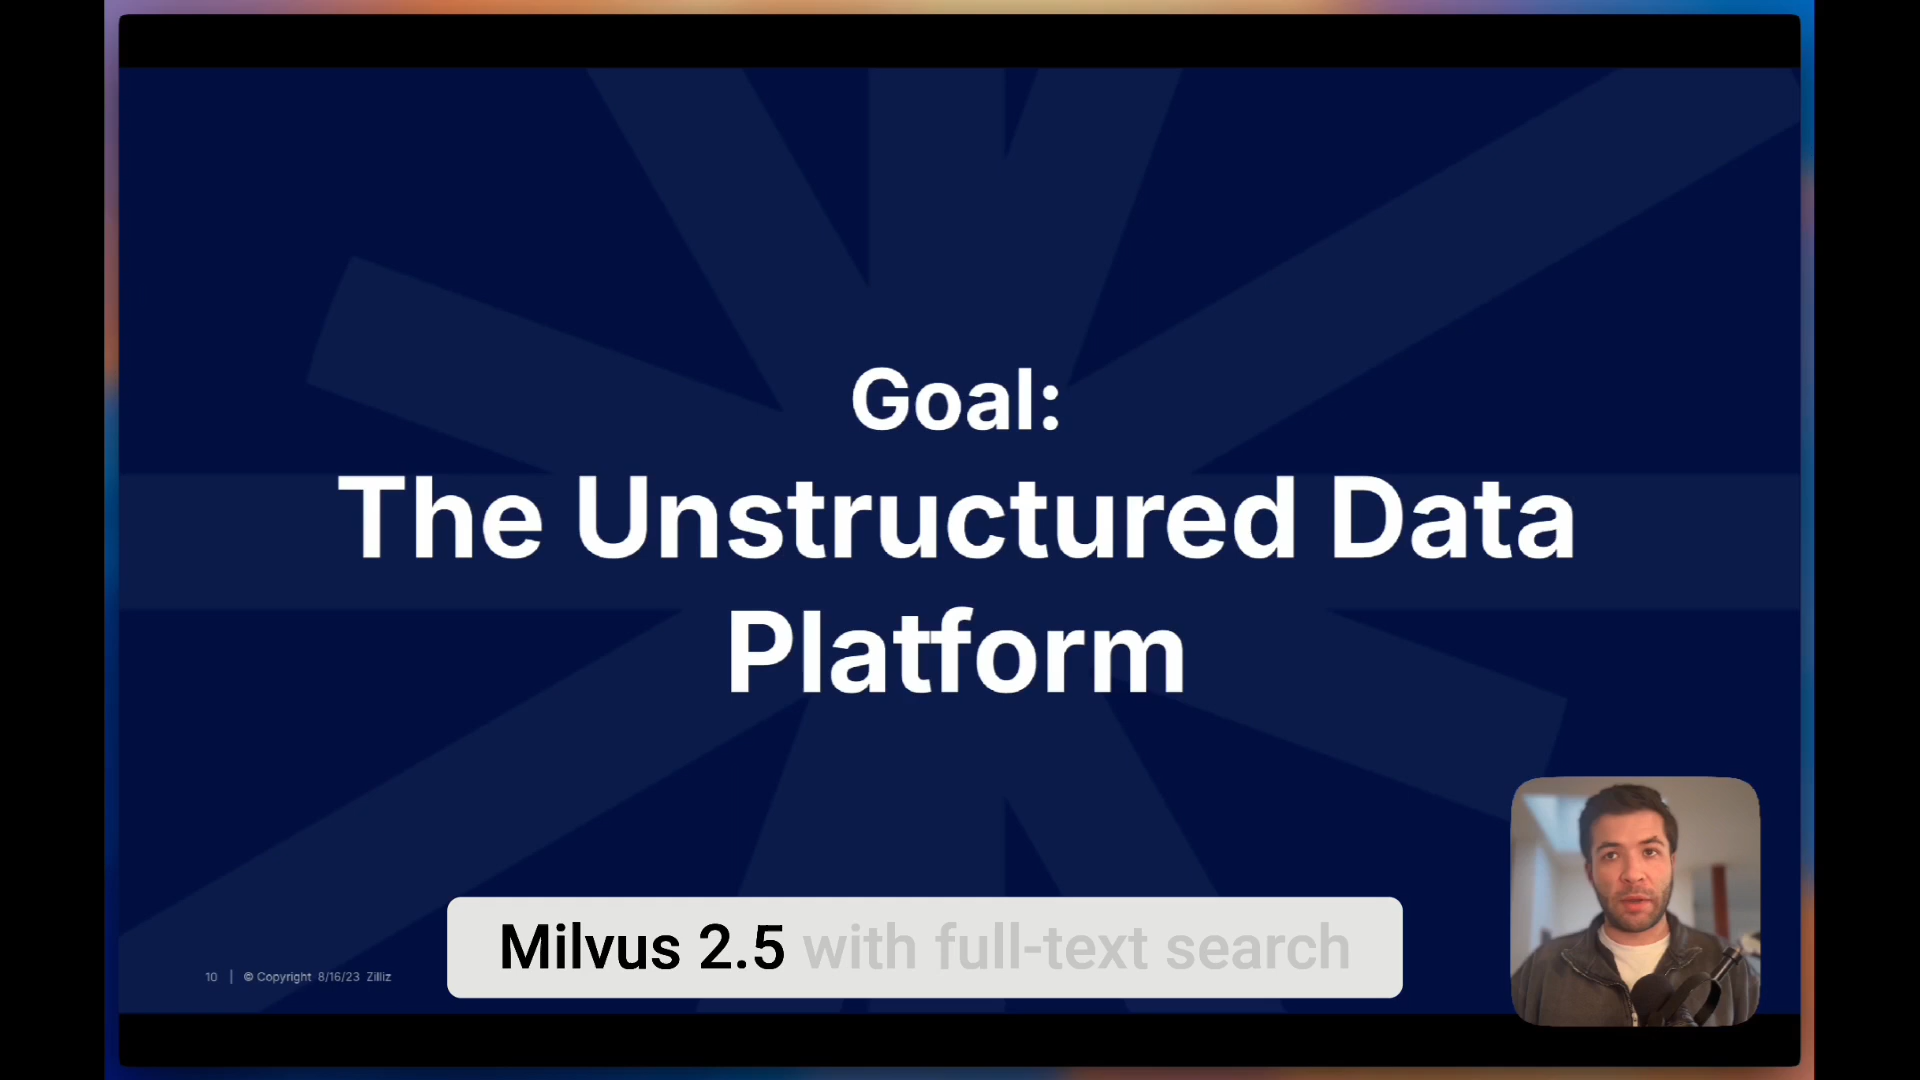 Goal:
The Unstructured Data
Platform
Milvus 2.5 with full-text search
10 | © Copyright 8/16/23 Zilliz